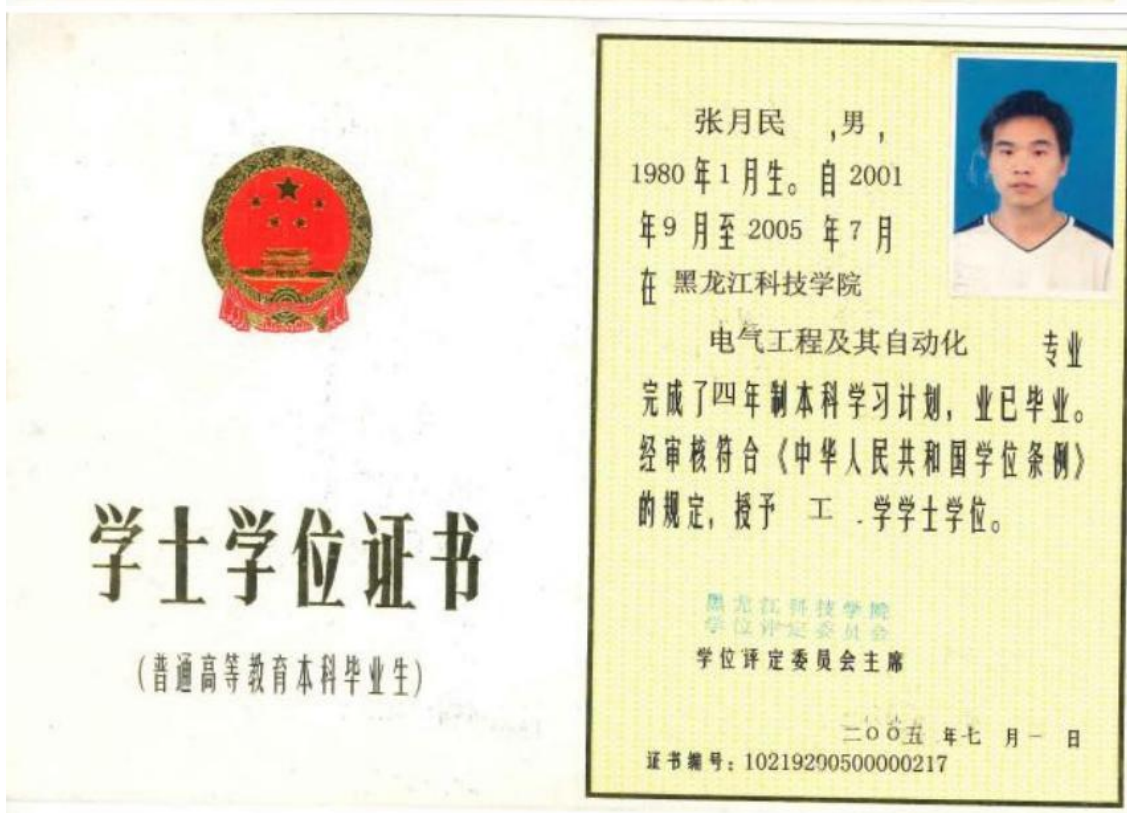 学士学位证书
(普通高等教育本科毕业生)
张月民 ,男,
1980年1月生。自2001
年9月至2005年7月
在 黑龙江科技学院
电气工程及其自动化 专业
完成了四年制本科学习计划,业已毕业。
经审核符合《中华人民共和国学位条例》
的规定,授予 工 学学士学位。
黑龙江科技学院
学位评定委员会
学位评定委员会主席
二〇〇五年七月一日
证书编号:10219200500000217